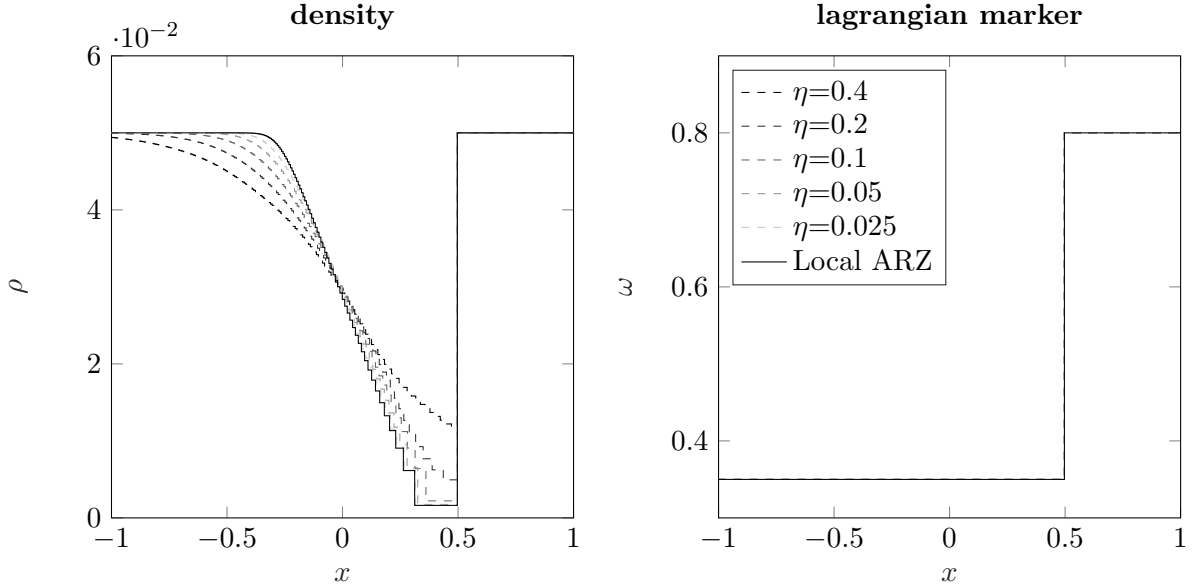 density
·10−2
6
4
2
0
ρ
−1
−0.5
0
0.5
1
x
lagrangian marker
0.8
0.6
0.4
ω
η=0.4
η=0.2
η=0.1
η=0.05
η=0.025
Local ARZ
−1
−0.5
0
0.5
1
x